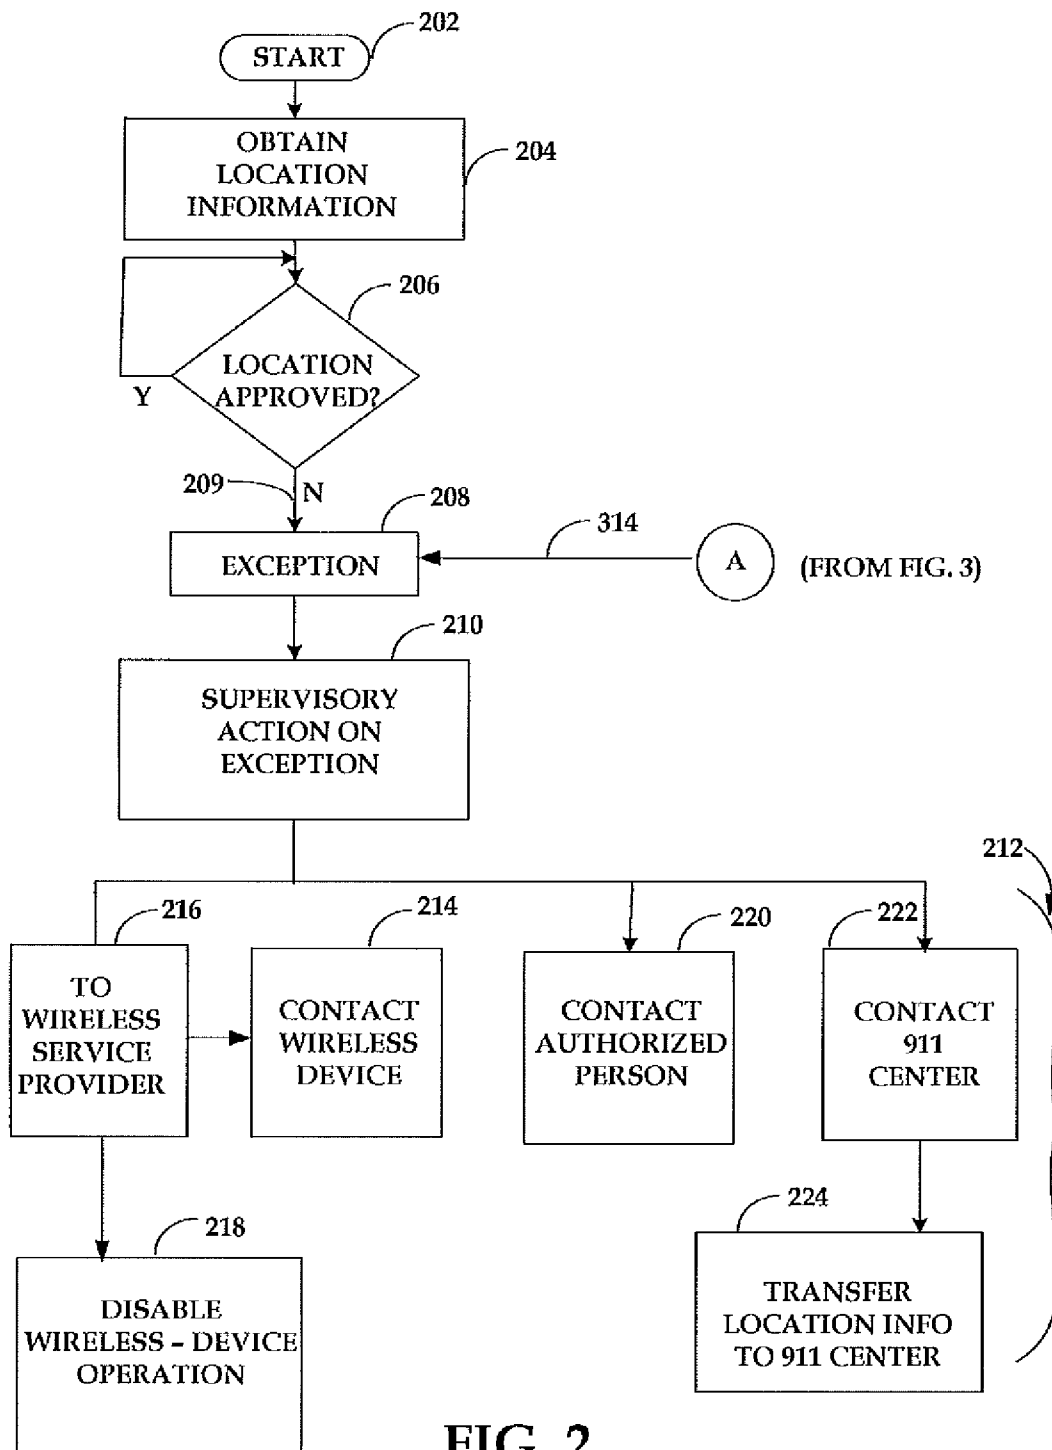 202
START
OBTAIN
LOCATION
INFORMATION
204
206
LOCATION
APPROVED?
Y
209
N
208
EXCEPTION
314
A
(FROM FIG. 3)
210
SUPERVISORY
ACTION ON
EXCEPTION
212
216
214
220
222
TO
WIRELESS
SERVICE
PROVIDER
CONTACT
WIRELESS
DEVICE
CONTACT
AUTHORIZED
PERSON
CONTACT
911
CENTER
218
224
DISABLE
WIRELESS – DEVICE
OPERATION
TRANSFER
LOCATION INFO
TO 911 CENTER
FIG. 2